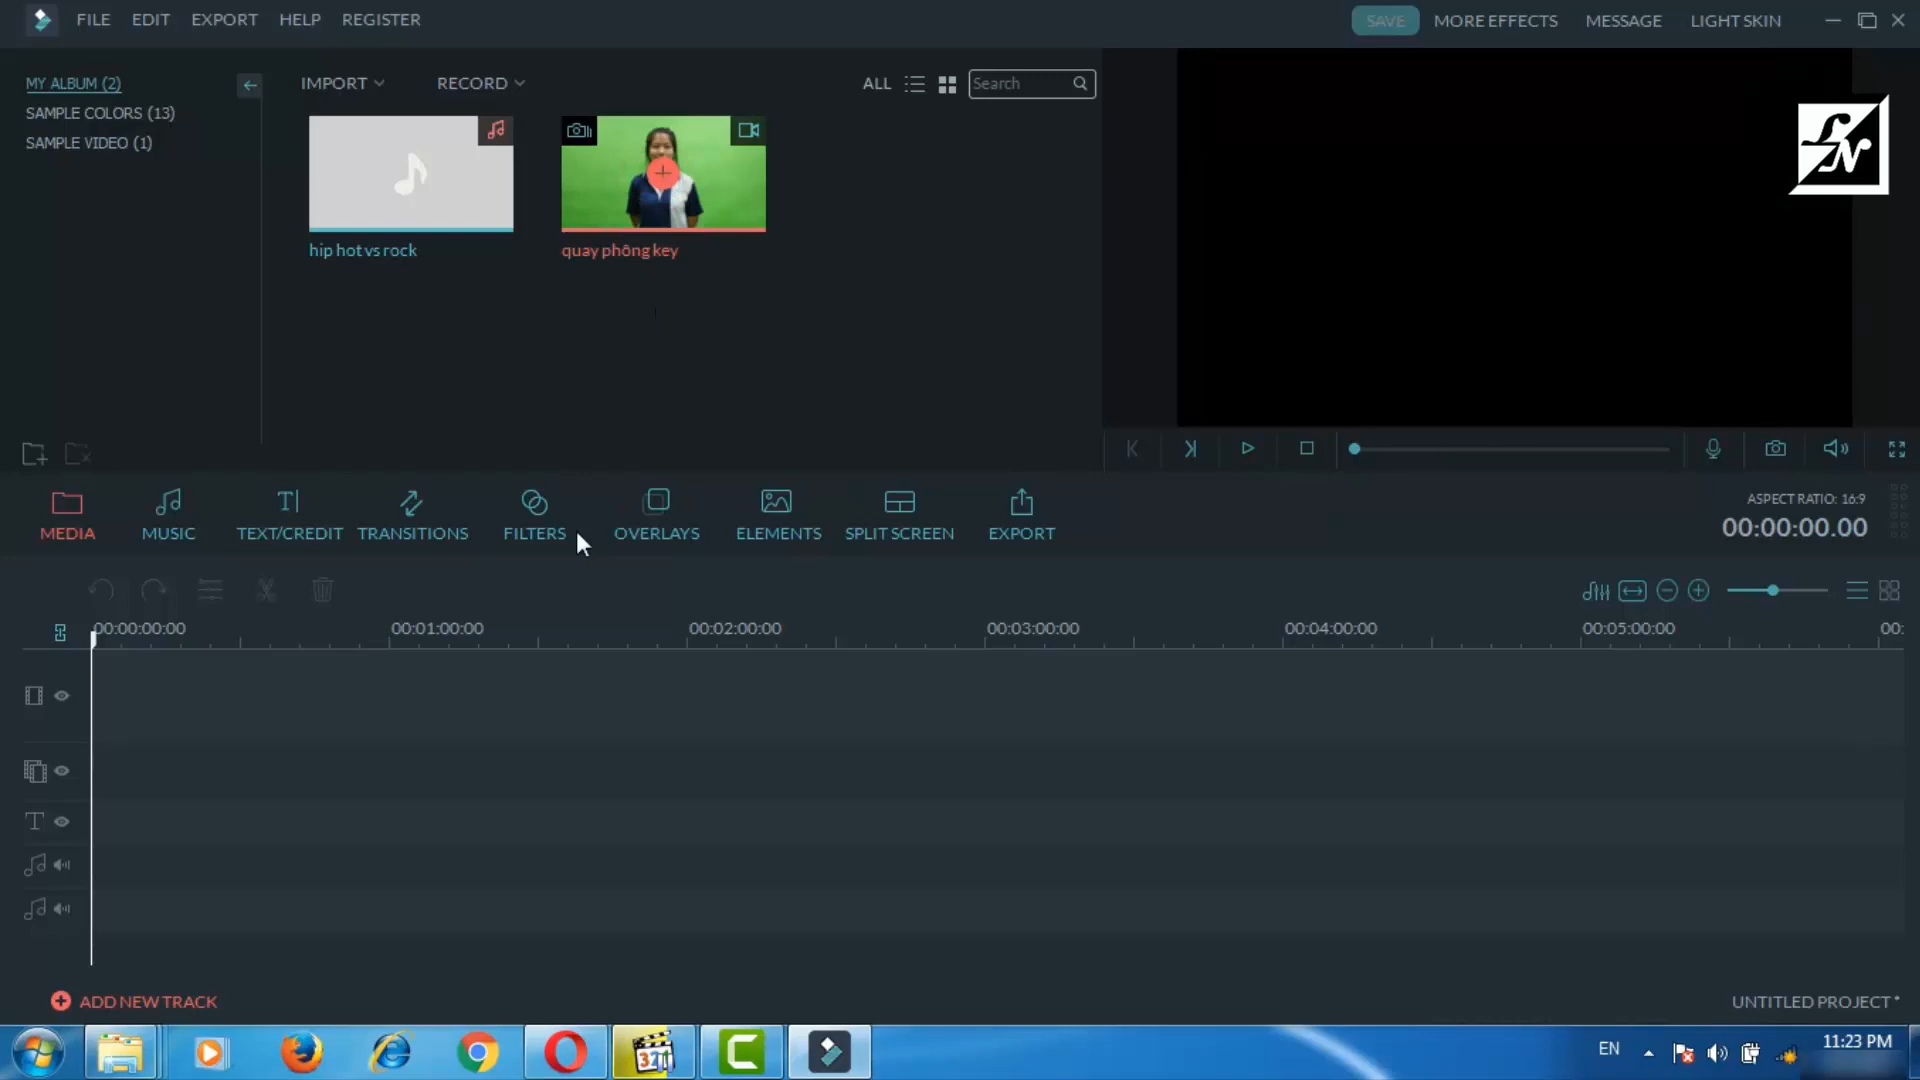 FILE EDIT EXPORT HELP REGISTER
SAVE MORE EFFECTS MESSAGE LIGHT SKIN
MY ALBUM (2)
SAMPLE COLORS (13)
SAMPLE VIDEO (1)
IMPORT RECORD ALL Search
hip hot vs rock
quay phông key
LN
MEDIA MUSIC TEXT/CREDIT TRANSITIONS FILTERS OVERLAYS ELEMENTS SPLIT SCREEN EXPORT
ASPECT RATIO: 16:9
00:00:00.00
00:00:00:00 00:01:00:00 00:02:00:00 00:03:00:00 00:04:00:00 00:05:00:00 00:
ADD NEW TRACK
UNTITLED PROJECT *
321
EN
11:23 PM